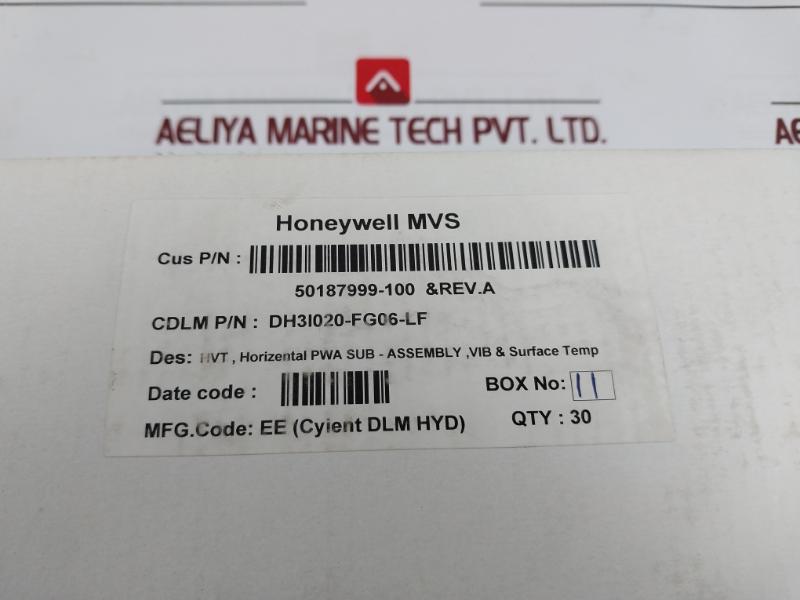 AELIYA MARINE TECH PVT. LTD.
A
Honeywell MVS
Cus P/N :
50187999-100 &REV.A
CDLM P/N : DH3I020-FG06-LF
Des: HVT , Horizental PWA SUB - ASSEMBLY ,VIB & Surface Temp
Date code :
BOX No: 11
MFG.Code: EE (Cyient DLM HYD)
QTY : 30